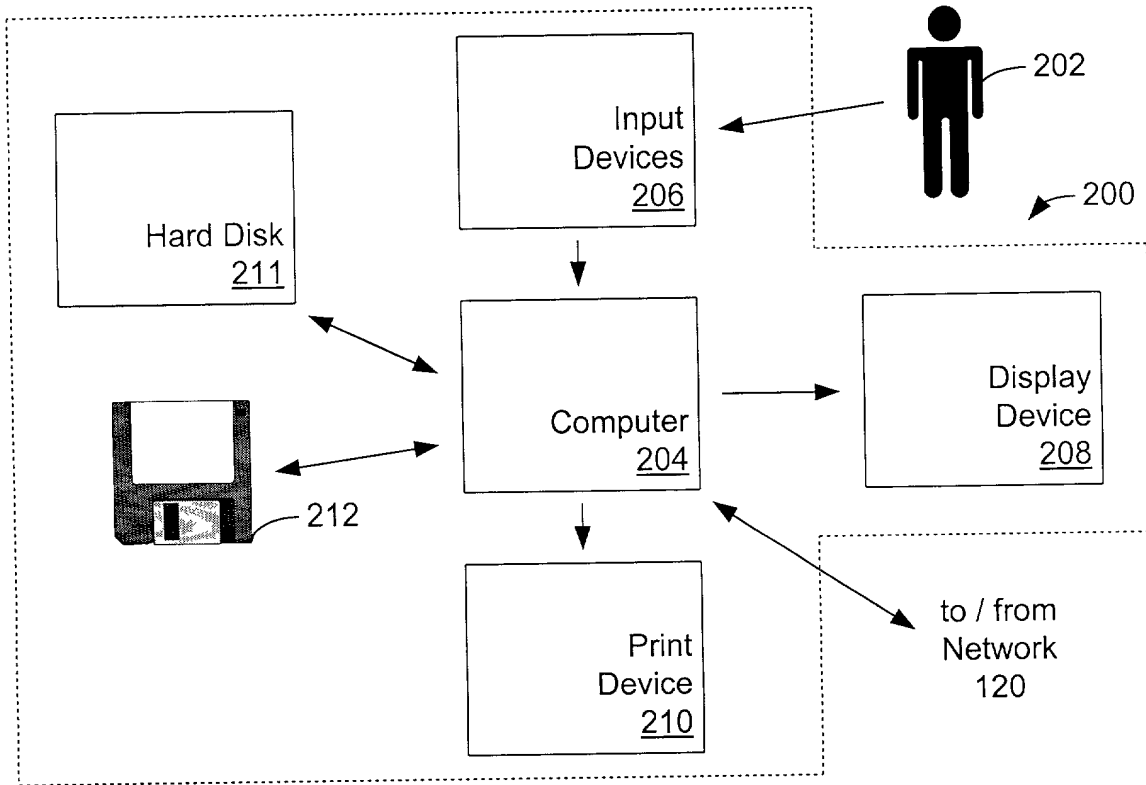 202
Input
Devices
206
200
Hard Disk
211
Computer
204
Display
Device
208
212
to / from
Network
120
Print
Device
210